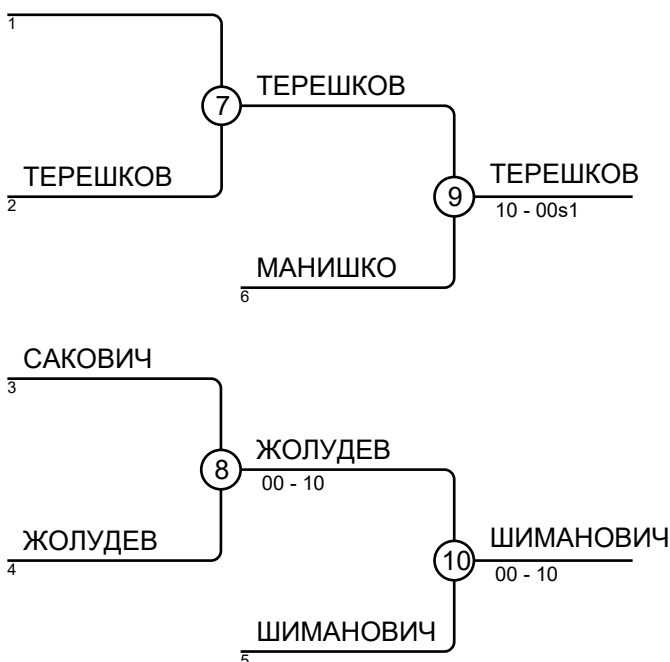 1
7
ТЕРЕШКОВ
ТЕРЕШКОВ
2
9
ТЕРЕШКОВ
10 - 00s1
МАНИШКО
6
САКОВИЧ
3
8
ЖОЛУДЕВ
00 - 10
ЖОЛУДЕВ
4
10
ШИМАНОВИЧ
00 - 10
ШИМАНОВИЧ
5